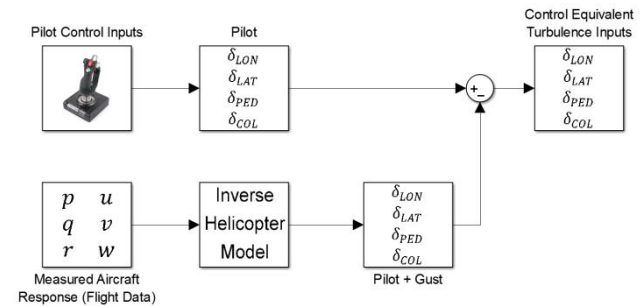 Pilot Control Inputs
Pilot
δ_LON
δ_LAT
δ_PED
δ_COL
+
−
Control Equivalent
Turbulence Inputs
δ_LON
δ_LAT
δ_PED
δ_COL
p u
q v
r w
Measured Aircraft
Response (Flight Data)
Inverse
Helicopter
Model
δ_LON
δ_LAT
δ_PED
δ_COL
Pilot + Gust